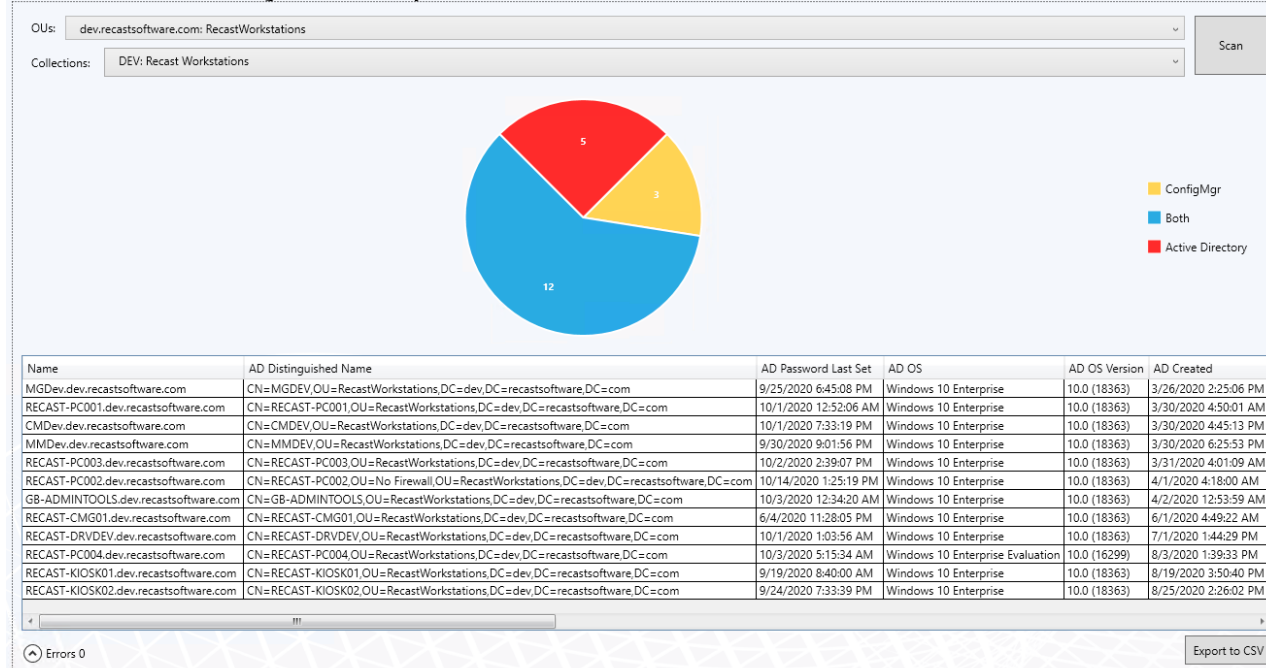 OUs: dev.recastsoftware.com: RecastWorkstations
Scan
Collections: DEV: Recast Workstations
5
3
12
ConfigMgr
Both
Active Directory
Name AD Distinguished Name AD Password Last Set AD OS AD OS Version AD Created
MGDev.dev.recastsoftware.com CN=MGDEV,OU=RecastWorkstations,DC=dev,DC=recastsoftware,DC=com 9/25/2020 6:45:08 PM Windows 10 Enterprise 10.0 (18363) 3/26/2020 2:25:06 PM
RECAST-PC001.dev.recastsoftware.com CN=RECAST-PC001,OU=RecastWorkstations,DC=dev,DC=recastsoftware,DC=com 10/1/2020 12:52:06 AM Windows 10 Enterprise 10.0 (18363) 3/30/2020 4:50:01 AM
CMDev.dev.recastsoftware.com CN=CMDEV,OU=RecastWorkstations,DC=dev,DC=recastsoftware,DC=com 10/1/2020 7:33:19 PM Windows 10 Enterprise 10.0 (18363) 3/30/2020 4:45:13 PM
MMDev.dev.recastsoftware.com CN=MMDEV,OU=RecastWorkstations,DC=dev,DC=recastsoftware,DC=com 9/30/2020 9:01:56 PM Windows 10 Enterprise 10.0 (18363) 3/30/2020 6:25:53 PM
RECAST-PC003.dev.recastsoftware.com CN=RECAST-PC003,OU=RecastWorkstations,DC=dev,DC=recastsoftware,DC=com 10/2/2020 2:39:07 PM Windows 10 Enterprise 10.0 (18363) 3/31/2020 4:01:09 AM
RECAST-PC002.dev.recastsoftware.com CN=RECAST-PC002,OU=No Firewall,OU=RecastWorkstations,DC=dev,DC=recastsoftware,DC=com 10/14/2020 1:25:19 PM Windows 10 Enterprise 10.0 (18363) 4/1/2020 4:18:00 AM
GB-ADMINTOOLS.dev.recastsoftware.com CN=GB-ADMINTOOLS,OU=RecastWorkstations,DC=dev,DC=recastsoftware,DC=com 10/3/2020 12:34:20 AM Windows 10 Enterprise 10.0 (18363) 4/2/2020 12:53:59 AM
RECAST-CMG01.dev.recastsoftware.com CN=RECAST-CMG01,OU=RecastWorkstations,DC=dev,DC=recastsoftware,DC=com 6/4/2020 11:28:05 PM Windows 10 Enterprise 10.0 (18363) 6/1/2020 4:49:22 AM
RECAST-DRVDEV.dev.recastsoftware.com CN=RECAST-DRVDEV,OU=RecastWorkstations,DC=dev,DC=recastsoftware,DC=com 10/1/2020 1:03:56 AM Windows 10 Enterprise 10.0 (18363) 7/1/2020 1:44:29 PM
RECAST-PC004.dev.recastsoftware.com CN=RECAST-PC004,OU=RecastWorkstations,DC=dev,DC=recastsoftware,DC=com 10/3/2020 5:15:34 AM Windows 10 Enterprise Evaluation 10.0 (16299) 8/3/2020 1:39:33 PM
RECAST-KIOSK01.dev.recastsoftware.com CN=RECAST-KIOSK01,OU=RecastWorkstations,DC=dev,DC=recastsoftware,DC=com 9/19/2020 8:40:00 AM Windows 10 Enterprise 10.0 (18363) 8/19/2020 3:50:40 PM
RECAST-KIOSK02.dev.recastsoftware.com CN=RECAST-KIOSK02,OU=RecastWorkstations,DC=dev,DC=recastsoftware,DC=com 9/24/2020 7:33:39 PM Windows 10 Enterprise 10.0 (18363) 8/25/2020 2:26:02 PM
Errors 0
Export to CSV